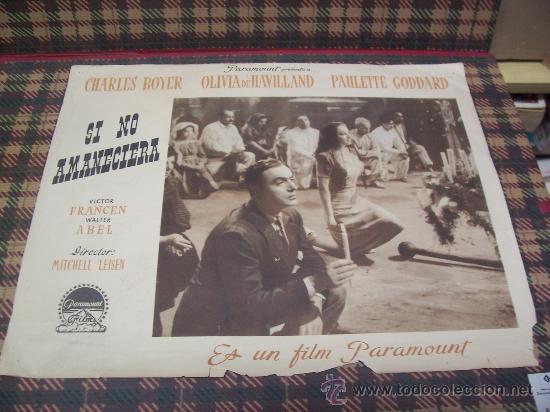 Paramount presenta a
CHARLES BOYER OLIVIA DE HAVILLAND PAULETTE GODDARD
SI NO
AMANECIERA
VICTOR
FRANCEN
WALTER
ABEL
Director:
MITCHELL LEISEN
Paramount
Films
Es un film Paramount
todocoleccion
www.todocoleccion.net